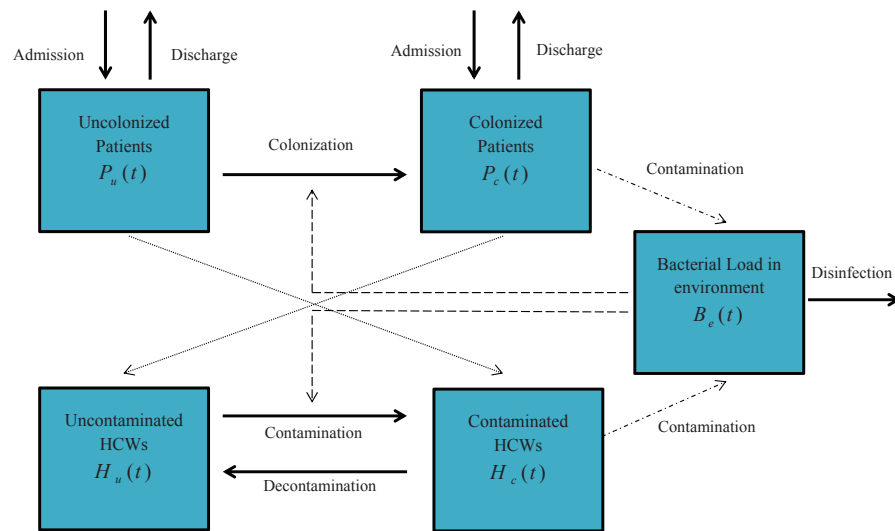 Admission
Discharge
Admission
Discharge
Uncolonized
Patients
P_u(t)
Colonization
Colonized
Patients
P_c(t)
Contamination
Bacterial Load in
environment
B_e(t)
Disinfection
Uncontaminated
HCWs
H_u(t)
Contamination
Decontamination
Contaminated
HCWs
H_c(t)
Contamination